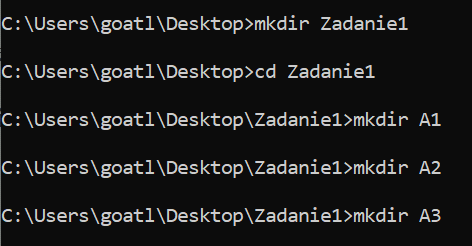 C:\Users\goatl\Desktop>mkdir Zadanie1
C:\Users\goatl\Desktop>cd Zadanie1
C:\Users\goatl\Desktop\Zadanie1>mkdir A1
C:\Users\goatl\Desktop\Zadanie1>mkdir A2
C:\Users\goatl\Desktop\Zadanie1>mkdir A3